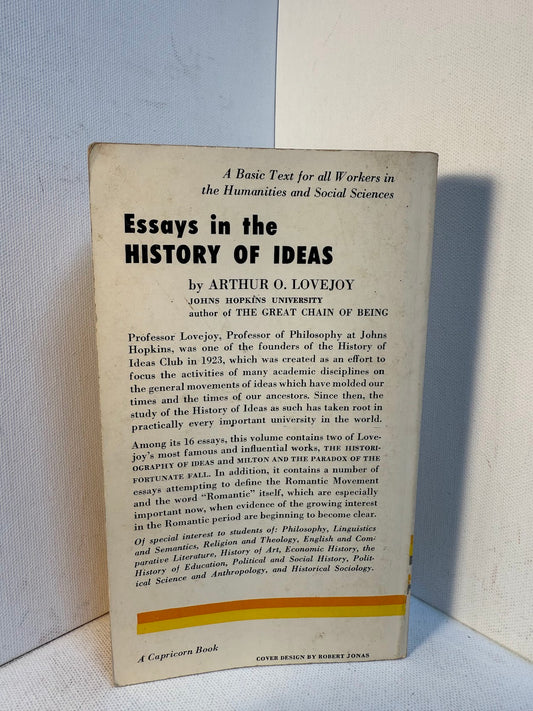 A Basic Text for all Workers in
the Humanities and Social Sciences
Essays in the
HISTORY OF IDEAS
by ARTHUR O. LOVEJOY
JOHNS HOPKINS UNIVERSITY
author of THE GREAT CHAIN OF BEING
Professor Lovejoy, Professor of Philosophy at Johns
Hopkins, was one of the founders of the History of
Ideas Club in 1923, which was created as an effort to
focus the activities of many academic disciplines on
the general movements of ideas which have molded our
times and the times of our ancestors. Since then, the
study of the History of Ideas as such has taken root in
practically every important university in the world.
Among its 16 essays, this volume contains two of Love-
joy's most famous and influential works, THE HISTORI-
OGRAPHY OF IDEAS and MILTON AND THE PARADOX OF THE
FORTUNATE FALL. In addition, it contains a number of
essays attempting to define the Romantic Movement
and the word "Romantic" itself, which are especially
important now, when evidence of the growing interest
in the Romantic period are beginning to become clear.
Of special interest to students of: Philosophy, Linguistics
and Semantics, Religion and Theology, English and Com-
parative Literature, History of Art, Economic History, the
History of Education, Political and Social History, Polit-
ical Science and Anthropology, and Historical Sociology.
A Capricorn Book
COVER DESIGN BY ROBERT JONAS